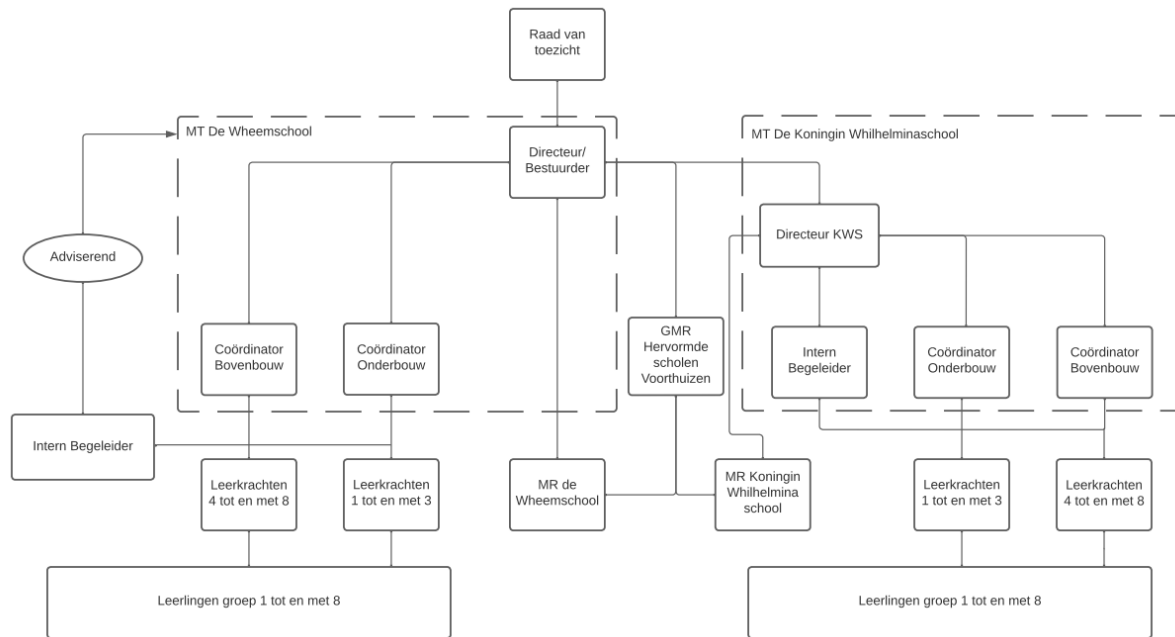 Raad van
toezicht
MT De Wheemschool
MT De Koningin Whilhelminaschool
Directeur/
Bestuurder
Adviserend
Directeur KWS
Coördinator
Bovenbouw
Coördinator
Onderbouw
GMR
Hervormde
scholen
Voorthuizen
Intern
Begeleider
Coördinator
Onderbouw
Coördinator
Bovenbouw
Intern Begeleider
Leerkrachten
4 tot en met 8
Leerkrachten
1 tot en met 3
MR de
Wheemschool
MR Koningin
Whilhelmina
school
Leerkrachten
1 tot en met 3
Leerkrachten
4 tot en met 8
Leerlingen groep 1 tot en met 8
Leerlingen groep 1 tot en met 8